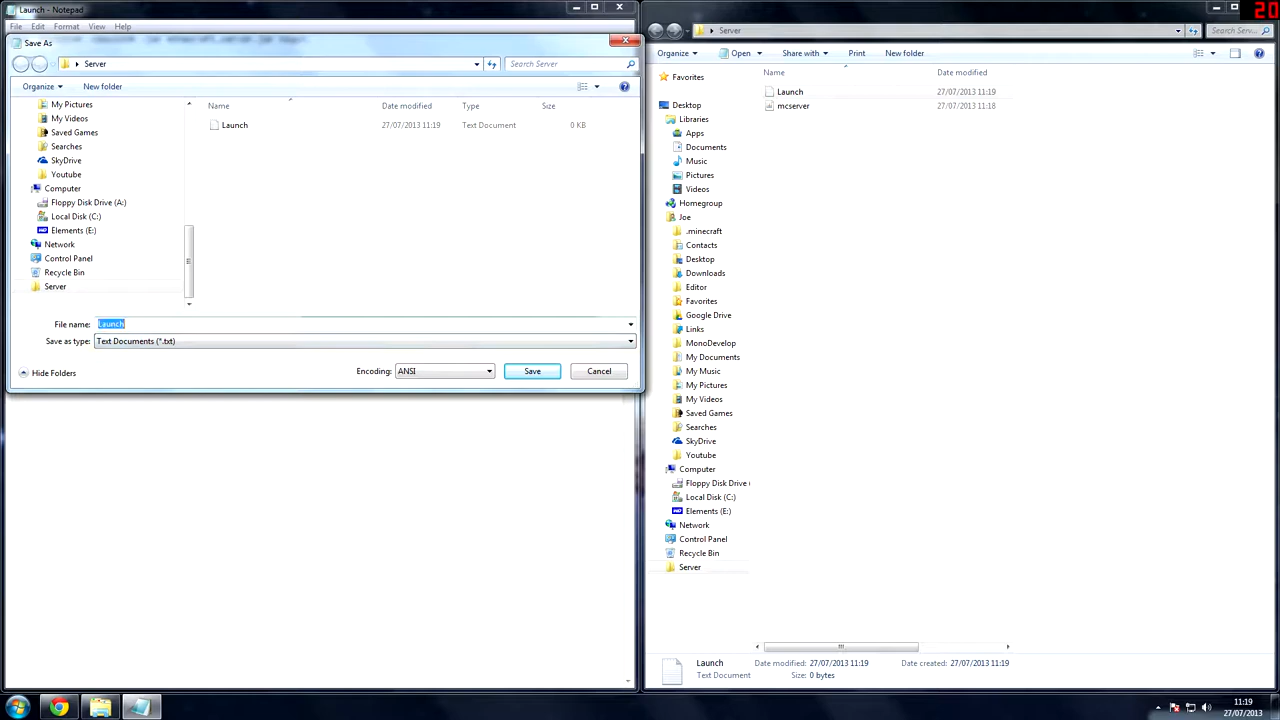 Launch - Notepad
File Edit Format View Help
Save As
Server
Search Server
Organize
New folder
My Pictures
My Videos
Saved Games
Searches
SkyDrive
Youtube
Computer
Floppy Disk Drive (A:)
Local Disk (C:)
Elements (E:)
Network
Control Panel
Recycle Bin
Server
Name Date modified Type Size
Launch 27/07/2013 11:19 Text Document 0 KB
File name: Launch
Save as type: Text Documents (*.txt)
Hide Folders
Encoding: ANSI
Save
Cancel
20
Server
Search Serv...
Organize Open Share with Print New folder
Favorites
Desktop
Libraries
Apps
Documents
Music
Pictures
Videos
Homegroup
Joe
.minecraft
Contacts
Desktop
Downloads
Editor
Favorites
Google Drive
Links
MonoDevelop
My Documents
My Music
My Pictures
My Videos
Saved Games
Searches
SkyDrive
Youtube
Computer
Floppy Disk Drive (
Local Disk (C:)
Elements (E:)
Network
Control Panel
Recycle Bin
Server
Name Date modified
Launch 27/07/2013 11:19
mcserver 27/07/2013 11:18
Launch Date modified: 27/07/2013 11:19 Date created: 27/07/2013 11:19
Text Document Size: 0 bytes
11:19
27/07/2013